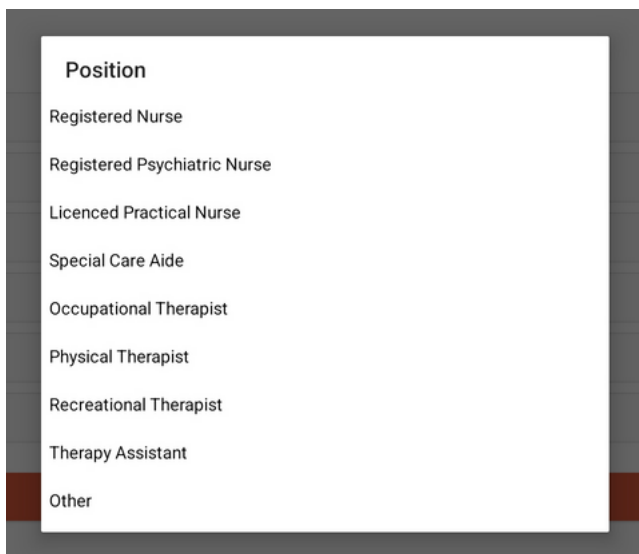 Position
Registered Nurse
Registered Psychiatric Nurse
Licenced Practical Nurse
Special Care Aide
Occupational Therapist
Physical Therapist
Recreational Therapist
Therapy Assistant
Other